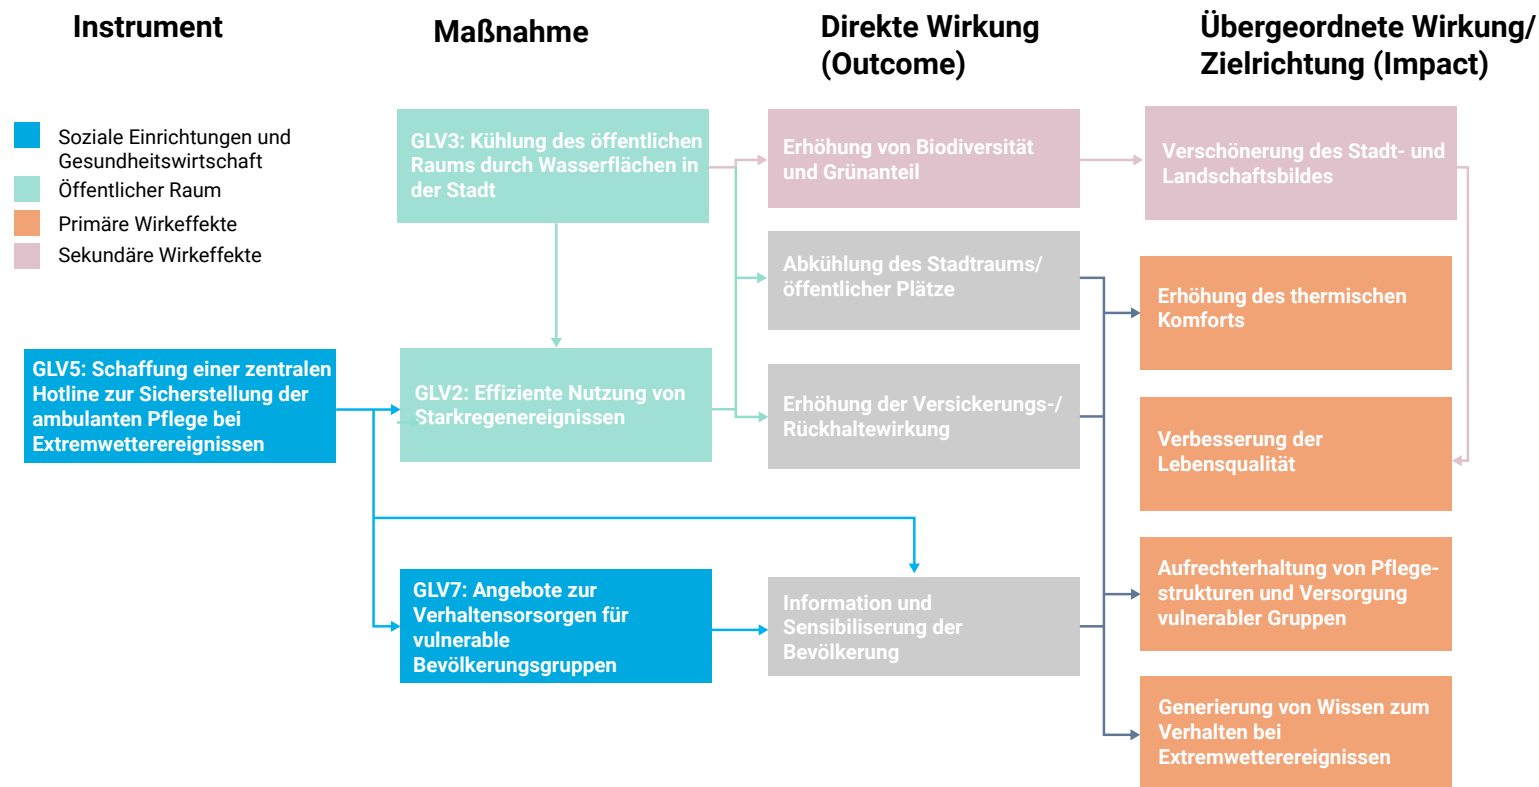 Instrument
Maßnahme
Direkte Wirkung
(Outcome)
Übergeordnete Wirkung/
Zielrichtung (Impact)
Soziale Einrichtungen und
Gesundheitswirtschaft
Öffentlicher Raum
Primäre Wirkeffekte
Sekundäre Wirkeffekte
GLV5: Schaffung einer zentralen
Hotline zur Sicherstellung der
ambulanten Pflege bei
Extremwetterereignissen
GLV3: Kühlung des öffentlichen
Raums durch Wasserflächen in
der Stadt
GLV2: Effiziente Nutzung von
Starkregenereignissen
GLV7: Angebote zur
Verhaltensorsorgen für
vulnerable
Bevölkerungsgruppen
Erhöhung von Biodiversität
und Grünanteil
Abkühlung des Stadtraums/
öffentlicher Plätze
Erhöhung der Versickerungs-/
Rückhaltewirkung
Information und
Sensibiliserung der
Bevölkerung
Verschönerung des Stadt- und
Landschaftsbildes
Erhöhung des thermischen
Komforts
Verbesserung der
Lebensqualität
Aufrechterhaltung von Pflege-
strukturen und Versorgung
vulnerabler Gruppen
Generierung von Wissen zum
Verhalten bei
Extremwetterereignissen